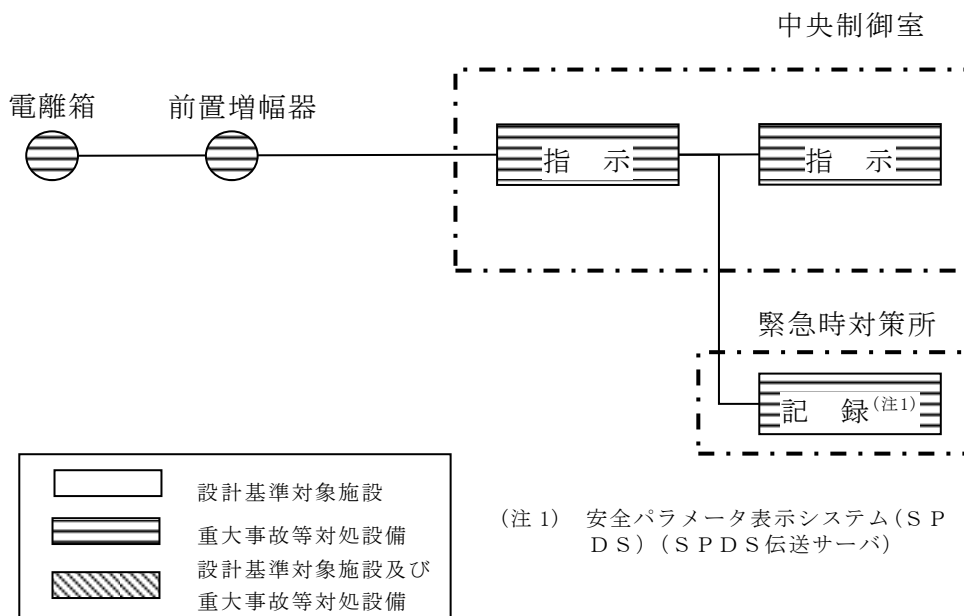 中央制御室
電離箱
前置増幅器
指 示
指 示
緊急時対策所
記 録(注1)
設計基準対象施設
重大事故等対処設備
設計基準対象施設及び
重大事故等対処設備
(注1) 安全パラメータ表示システム(SP
DS)(SPDS伝送サーバ)